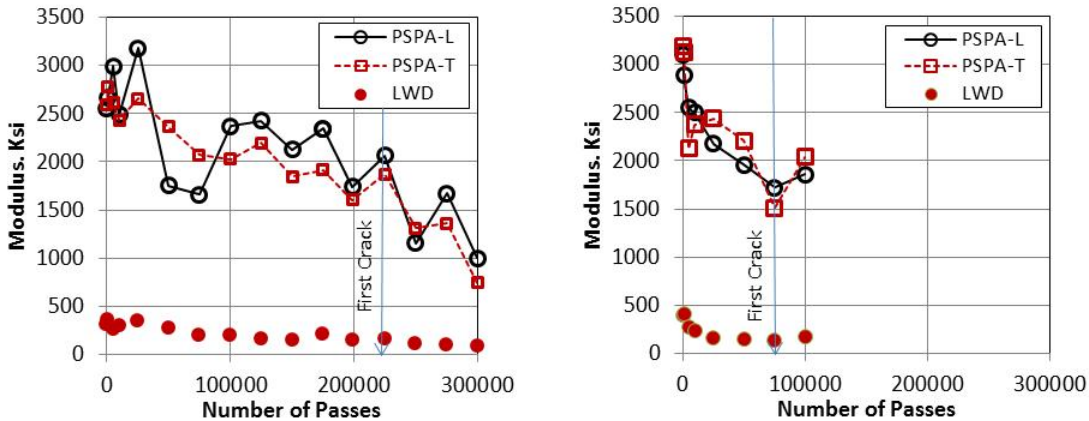 3500
3000
2500
2000
1500
1000
500
0
Modulus. Ksi
PSPA-L
PSPA-T
LWD
First Crack
0 100000 200000 300000
Number of Passes
3500
3000
2500
2000
1500
1000
500
0
Modulus. Ksi
PSPA-L
PSPA-T
LWD
First Crack
0 100000 200000 300000
Number of Passes